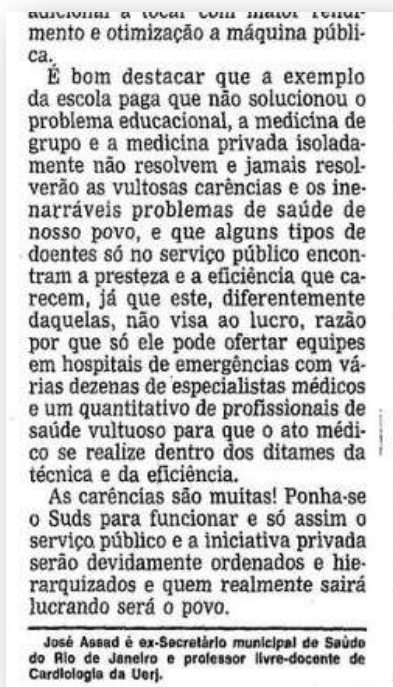 adicional a tocar com maior rendi-
mento e otimização a máquina públi-
ca.
É bom destacar que a exemplo
da escola paga que não solucionou o
problema educacional, a medicina de
grupo e a medicina privada isolada-
mente não resolvem e jamais resol-
verão as vultosas carências e os ine-
narráveis problemas de saúde de
nosso povo, e que alguns tipos de
doentes só no serviço público encon-
tram a presteza e a eficiência que ca-
recem, já que este, diferentemente
daquelas, não visa ao lucro, razão
por que só ele pode ofertar equipes
em hospitais de emergências com vá-
rias dezenas de especialistas médicos
e um quantitativo de profissionais de
saúde vultuoso para que o ato médi-
co se realize dentro dos ditames da
técnica e da eficiência.
As carências são muitas! Ponha-se
o Suds para funcionar e só assim o
serviço público e a iniciativa privada
serão devidamente ordenados e hie-
rarquizados e quem realmente sairá
lucrando será o povo.
José Assad é ex-Secretário municipal de Saúde
do Rio de Janeiro e professor livre-docente de
Cardiologia da Uerj.